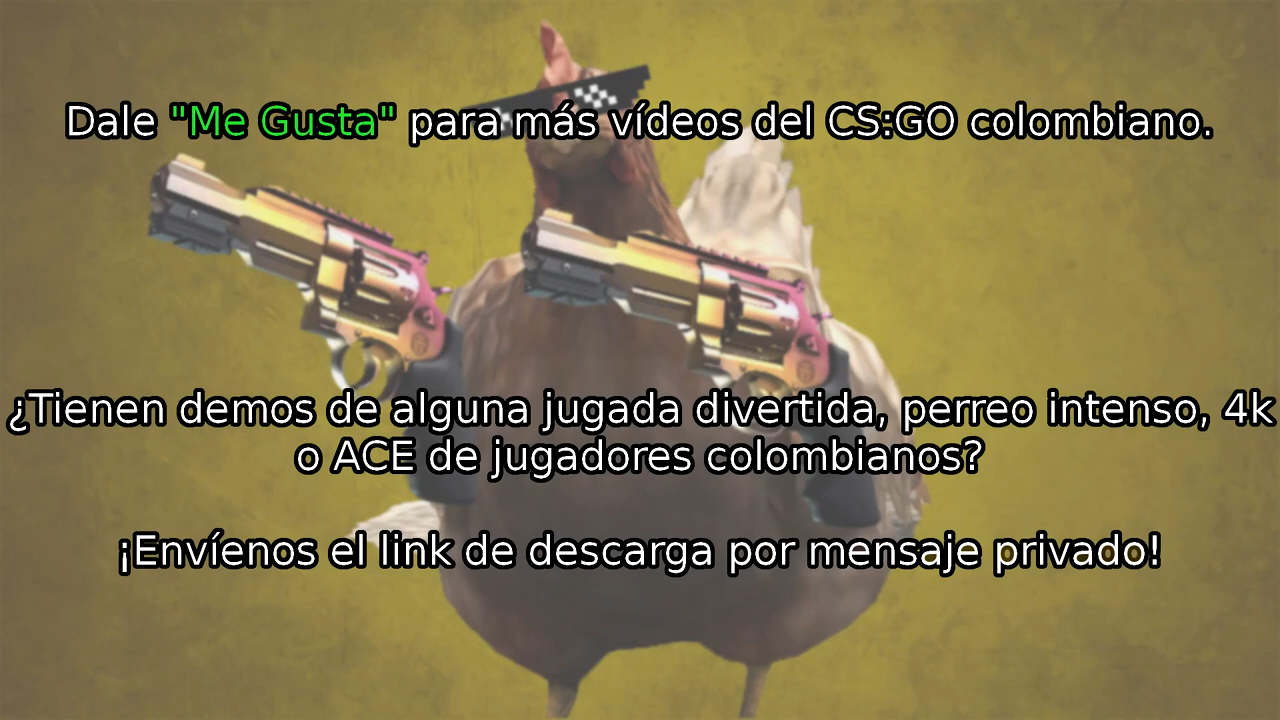 Dale "Me Gusta" para más vídeos del CS:GO colombiano.
¿Tienen demos de alguna jugada divertida, perreo intenso, 4k
o ACE de jugadores colombianos?
¡Envíenos el link de descarga por mensaje privado!